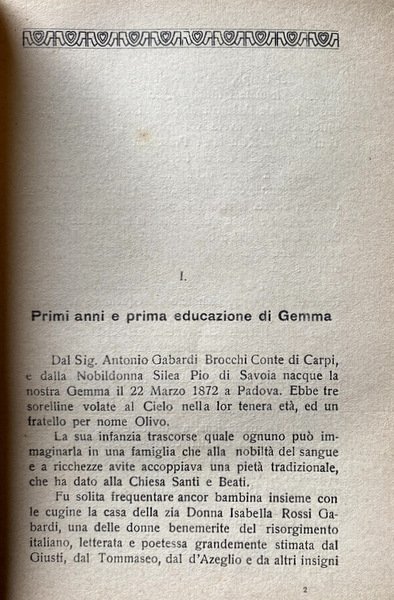 I.
Primi anni e prima educazione di Gemma
Dal Sig. Antonio Gabardi Brocchi Conte di Carpi,
e dalla Nobildonna Silea Pio di Savoia nacque la
nostra Gemma il 22 Marzo 1872 a Padova. Ebbe tre
sorelline volate al Cielo nella lor tenera età, ed un
fratello per nome Olivo.
La sua infanzia trascorse quale ognuno può im-
maginarla in una famiglia che alla nobiltà del sangue
e a ricchezze avite accoppiava una pietà tradizionale,
che ha dato alla Chiesa Santi e Beati.
Fu solita frequentare ancor bambina insieme con
le cugine la casa della zia Donna Isabella Rossi Ga-
bardi, una delle donne benemerite del risorgimento
italiano, letterata e poetessa grandemente stimata dal
Giusti, dal Tommaseo, dal d'Azeglio e da altri insigni
2